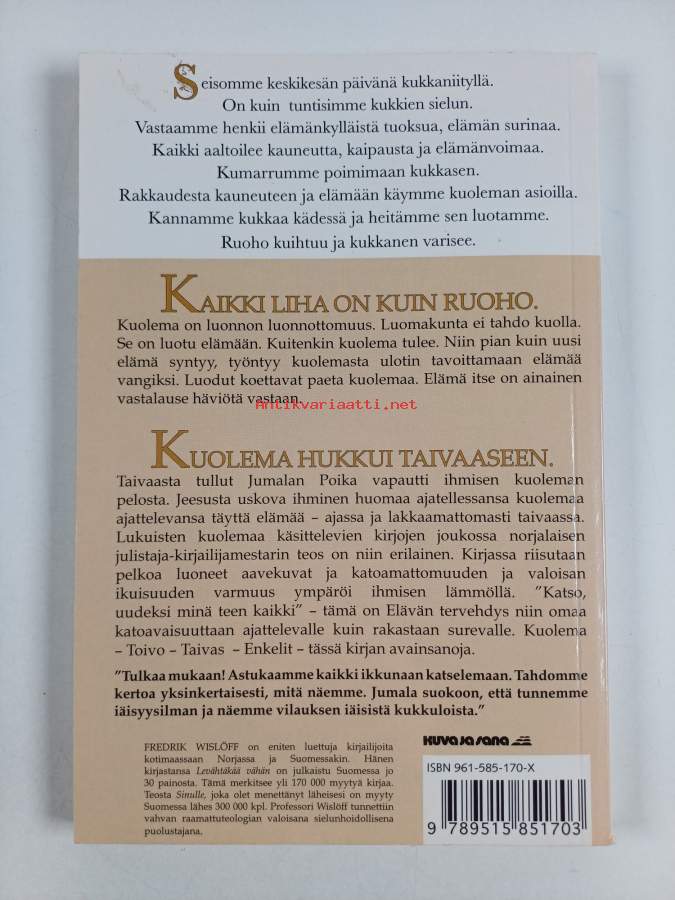 Seisomme keskikesän päivänä kukkaniityllä.
On kuin tuntisimme kukkien sielun.
Vastaamme henkii elämänkylläistä tuoksua, elämän surinaa.
Kaikki aaltoilee kauneutta, kaipausta ja elämänvoimaa.
Kumarrumme poimimaan kukkasen.
Rakkaudesta kauneuteen ja elämään käymme kuoleman asioilla.
Kannamme kukkaa kädessä ja heitämme sen luotamme.
Ruoho kuihtuu ja kukkanen varisee.
KAIKKI LIHA ON KUIN RUOHO.
Kuolema on luonnon luonnottomuus. Luomakunta ei tahdo kuolla.
Se on luotu elämään. Kuitenkin kuolema tulee. Niin pian kuin uusi
elämä syntyy, työntyy kuolemasta ulotin tavoittamaan elämää
vangiksi. Luodut koettavat paeta kuolemaa. Elämä itse on ainainen
vastalause häviötä vastaan.
Antikvariaatti.net
KUOLEMA HUKKUI TAIVAASEEN.
Taivaasta tullut Jumalan Poika vapautti ihmisen kuoleman
pelosta. Jeesusta uskova ihminen huomaa ajatellessansa kuolemaa
ajattelevansa täyttä elämää – ajassa ja lakkaamattomasti taivaassa.
Lukuisten kuolemaa käsittelevien kirjojen joukossa norjalaisen
julistaja-kirjailijamestarin teos on niin erilainen. Kirjassa riisutaan
pelkoa luoneet aavekuvat ja katoamattomuuden ja valoisan
ikuisuuden varmuus ympäröi ihmisen lämmöllä. ”Katso,
uudeksi minä teen kaikki” – tämä on Elävän tervehdys niin omaa
katoavaisuuttaan ajattelevalle kuin rakastaan surevalle. Kuolema
– Toivo – Taivas – Enkelit – tässä kirjan avainsanoja.
”Tulkaa mukaan! Astukaamme kaikki ikkunaan katselemaan. Tahdomme
kertoa yksinkertaisesti, mitä näemme. Jumala suokoon, että tunnemme
iäisyysilman ja näemme vilauksen iäisistä kukkuloista.”
FREDRIK WISLÖFF on eniten luettuja kirjailijoita
kotimaassaan Norjassa ja Suomessakin. Hänen
kirjastansa Levähtäkää vähän on julkaistu Suomessa jo
30 painosta. Tämä merkitsee yli 170 000 myytyä kirjaa.
Teosta Sinulle, joka olet menettänyt läheisesi on myyty
Suomessa lähes 300 000 kpl. Professori Wislöff tunnettiin
vahvan raamattuteologian valoisana sielunhoidollisena
puolustajana.
kuva ja sana
ISBN 961-585-170-X
9 789515 851703